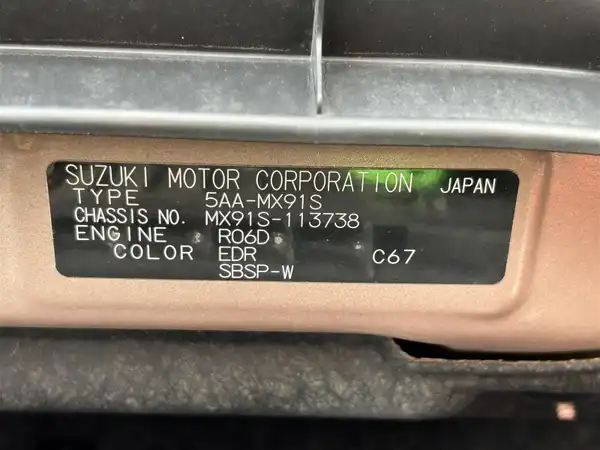 SUZUKI MOTOR CORPORATION JAPAN
TYPE 5AA-MX91S
CHASSIS NO. MX91S-113738
ENGINE R06D
COLOR EDR C67
SBSP-W